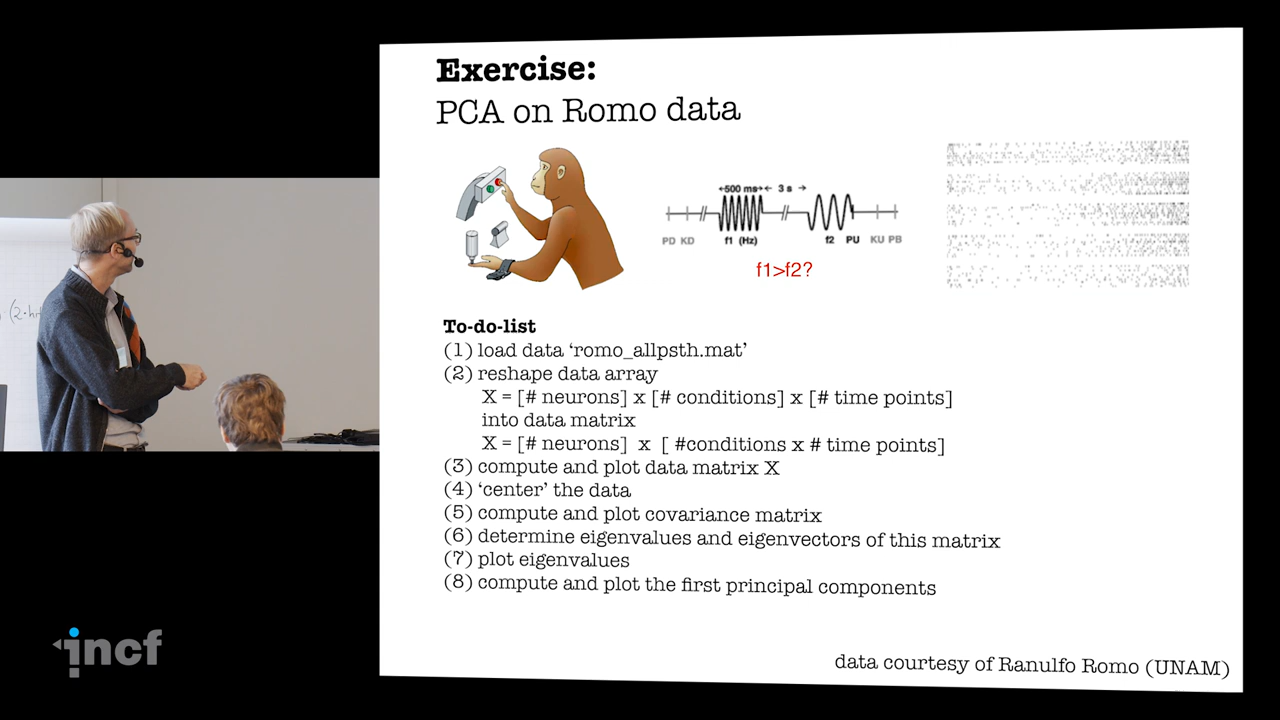 Exercise:
PCA on Romo data
500 ms 3 s
PD KD f1 (Hz) f2 PU KU PB
f1>f2?
To-do-list
(1) load data ‘romo_allpsth.mat’
(2) reshape data array
X = [# neurons] x [# conditions] x [# time points]
into data matrix
X = [# neurons] x [ #conditions x # time points]
(3) compute and plot data matrix X
(4) ‘center’ the data
(5) compute and plot covariance matrix
(6) determine eigenvalues and eigenvectors of this matrix
(7) plot eigenvalues
(8) compute and plot the first principal components
data courtesy of Ranulfo Romo (UNAM)
incf